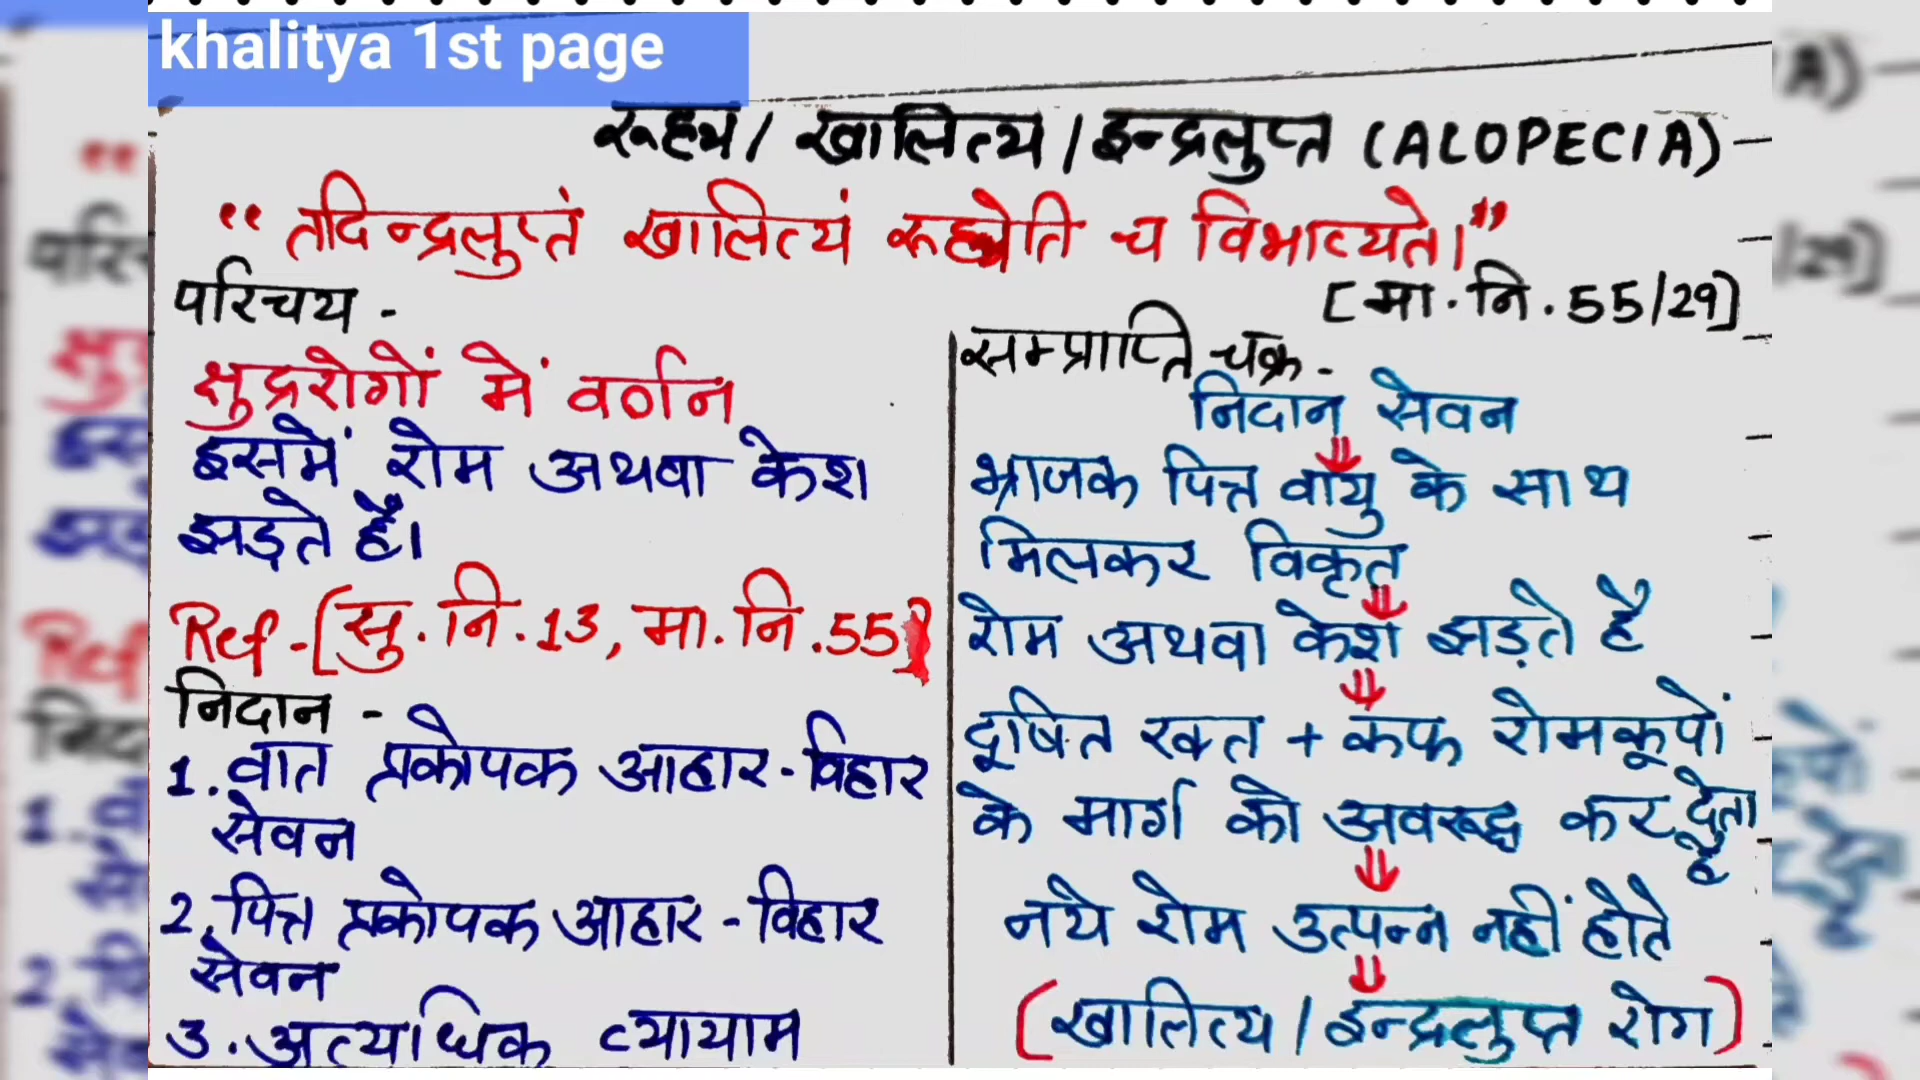 khalitya 1st page
रूह्य / खालित्य / इन्द्रलुप्त (ALOPECIA)
“ तदिन्द्रलुप्तं खालित्यं रूह्येति च विभाव्यते।”
[मा. नि. 55/29]
परिचय -
क्षुद्ररोगों में वर्णन
इसमें रोम अथवा केश
झड़ते है।
Ref - [सु. नि. 13, मा. नि. 55]
निदान -
1. वात प्रकोपक आहार - विहार
सेवन
2. पित्त प्रकोपक आहार - विहार
सेवन
3. अत्याधिक व्यायाम
सम्प्राप्ति चक्र -
निदान सेवन
⇓
भ्राजक पित्त वायु के साथ
मिलकर विकृत
⇓
रोम अथवा केश झड़ते है
⇓
दूषित रक्त + कफ रोमकूपों
के मार्ग को अवरूद्ध कर देता
है
⇓
नये रोम उत्पन्न नहीं होते
⇓
(खालित्य / इन्द्रलुप्त रोग)